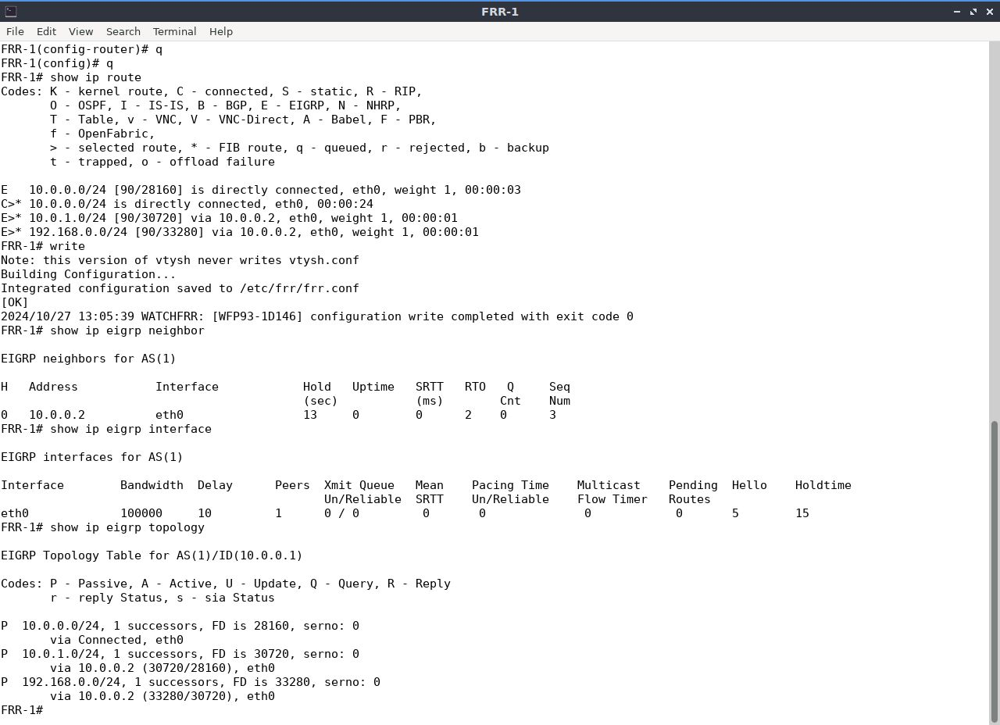 FRR-1
File Edit View Search Terminal Help
FRR-1(config-router)# q
FRR-1(config)# q
FRR-1# show ip route
Codes: K - kernel route, C - connected, S - static, R - RIP,
       O - OSPF, I - IS-IS, B - BGP, E - EIGRP, N - NHRP,
       T - Table, v - VNC, V - VNC-Direct, A - Babel, F - PBR,
       f - OpenFabric,
       > - selected route, * - FIB route, q - queued, r - rejected, b - backup
       t - trapped, o - offload failure

E   10.0.0.0/24 [90/28160] is directly connected, eth0, weight 1, 00:00:03
C>* 10.0.0.0/24 is directly connected, eth0, 00:00:24
E>* 10.0.1.0/24 [90/30720] via 10.0.0.2, eth0, weight 1, 00:00:01
E>* 192.168.0.0/24 [90/33280] via 10.0.0.2, eth0, weight 1, 00:00:01
FRR-1# write
Note: this version of vtysh never writes vtysh.conf
Building Configuration...
Integrated configuration saved to /etc/frr/frr.conf
[OK]
2024/10/27 13:05:39 WATCHFRR: [WFP93-1D146] configuration write completed with exit code 0
FRR-1# show ip eigrp neighbor

EIGRP neighbors for AS(1)

H   Address           Interface            Hold   Uptime   SRTT   RTO   Q     Seq
                                           (sec)           (ms)        Cnt    Num
0   10.0.0.2          eth0                 13     0        0      2    0      3
FRR-1# show ip eigrp interface

EIGRP interfaces for AS(1)

Interface        Bandwidth  Delay      Peers  Xmit Queue   Mean    Pacing Time    Multicast    Pending  Hello    Holdtime
                                              Un/Reliable  SRTT    Un/Reliable    Flow Timer   Routes
eth0             100000     10         1      0 / 0         0       0              0            0       5        15
FRR-1# show ip eigrp topology

EIGRP Topology Table for AS(1)/ID(10.0.0.1)

Codes: P - Passive, A - Active, U - Update, Q - Query, R - Reply
       r - reply Status, s - sia Status

P  10.0.0.0/24, 1 successors, FD is 28160, serno: 0
       via Connected, eth0
P  10.0.1.0/24, 1 successors, FD is 30720, serno: 0
       via 10.0.0.2 (30720/28160), eth0
P  192.168.0.0/24, 1 successors, FD is 33280, serno: 0
       via 10.0.0.2 (33280/30720), eth0
FRR-1#